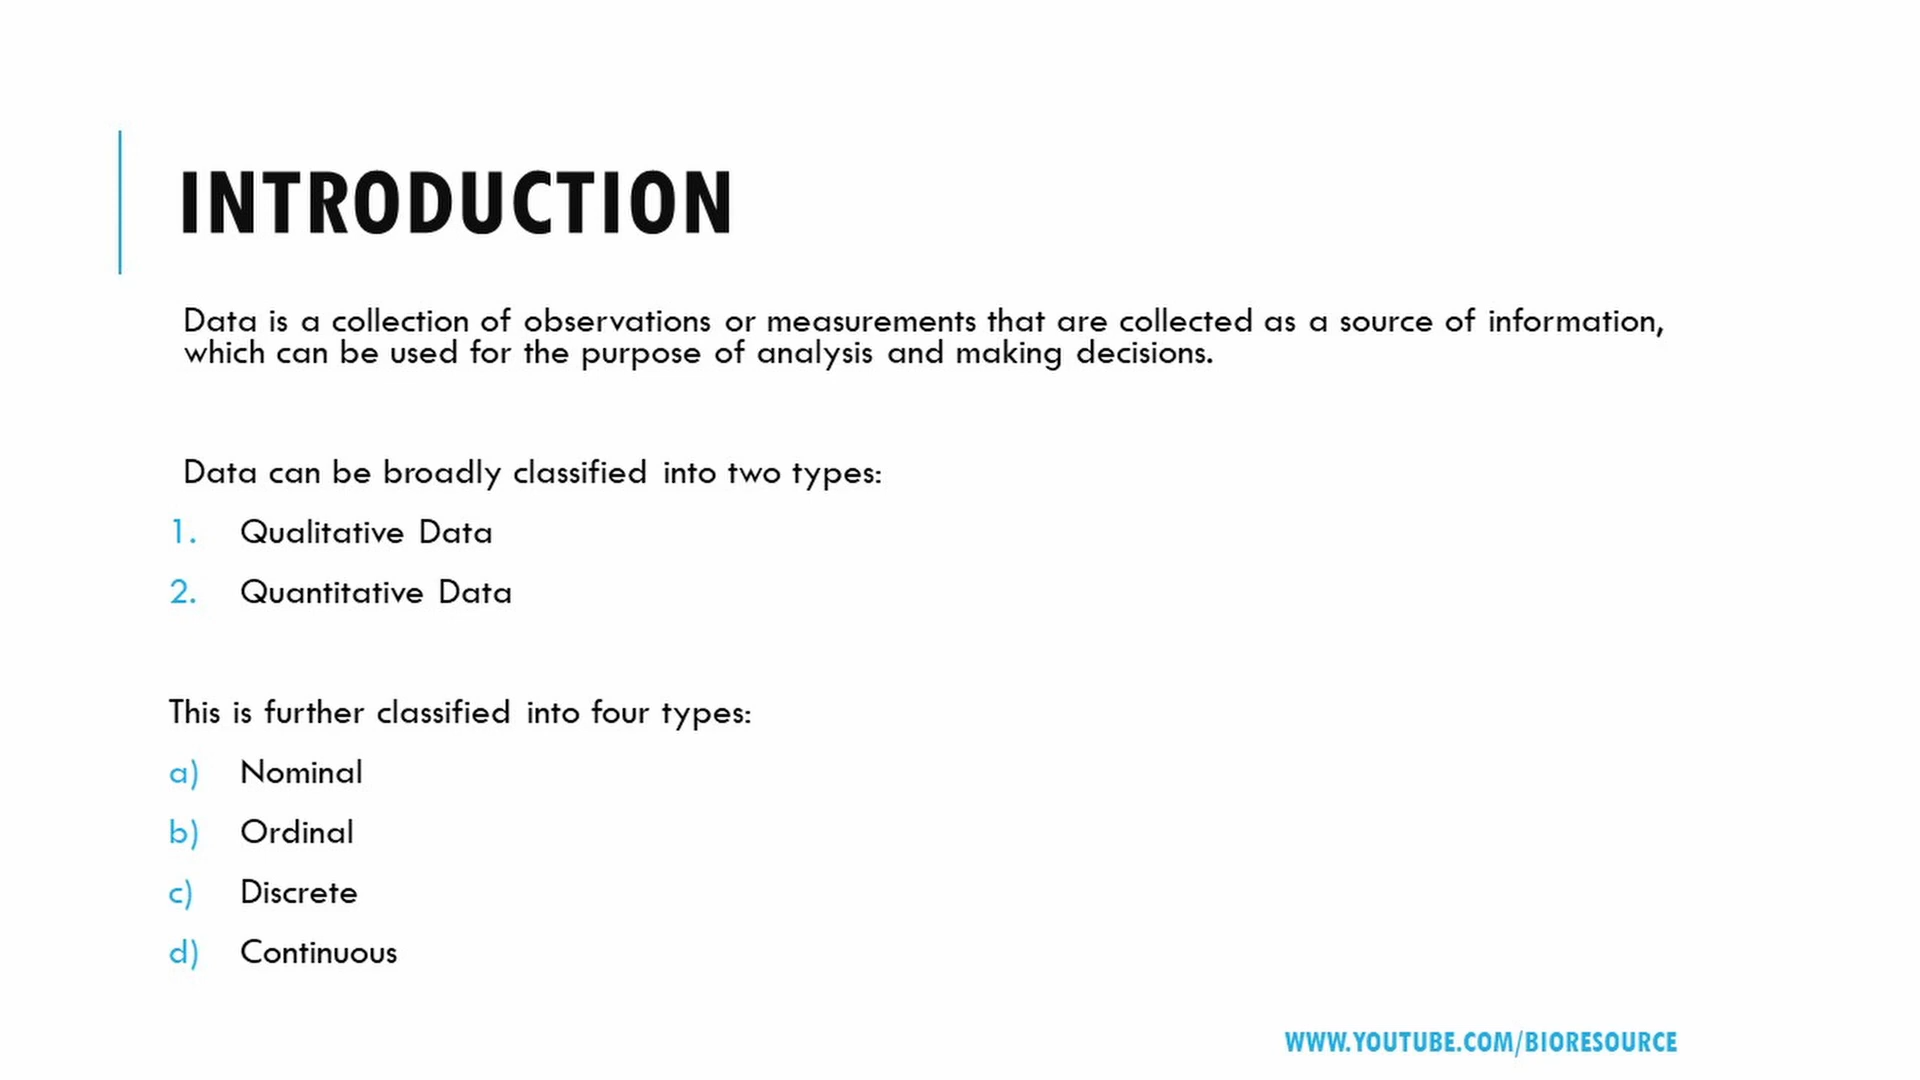 INTRODUCTION
Data is a collection of observations or measurements that are collected as a source of information,
which can be used for the purpose of analysis and making decisions.
Data can be broadly classified into two types:
1. Qualitative Data
2. Quantitative Data
This is further classified into four types:
a) Nominal
b) Ordinal
c) Discrete
d) Continuous
WWW.YOUTUBE.COM/BIORESOURCE